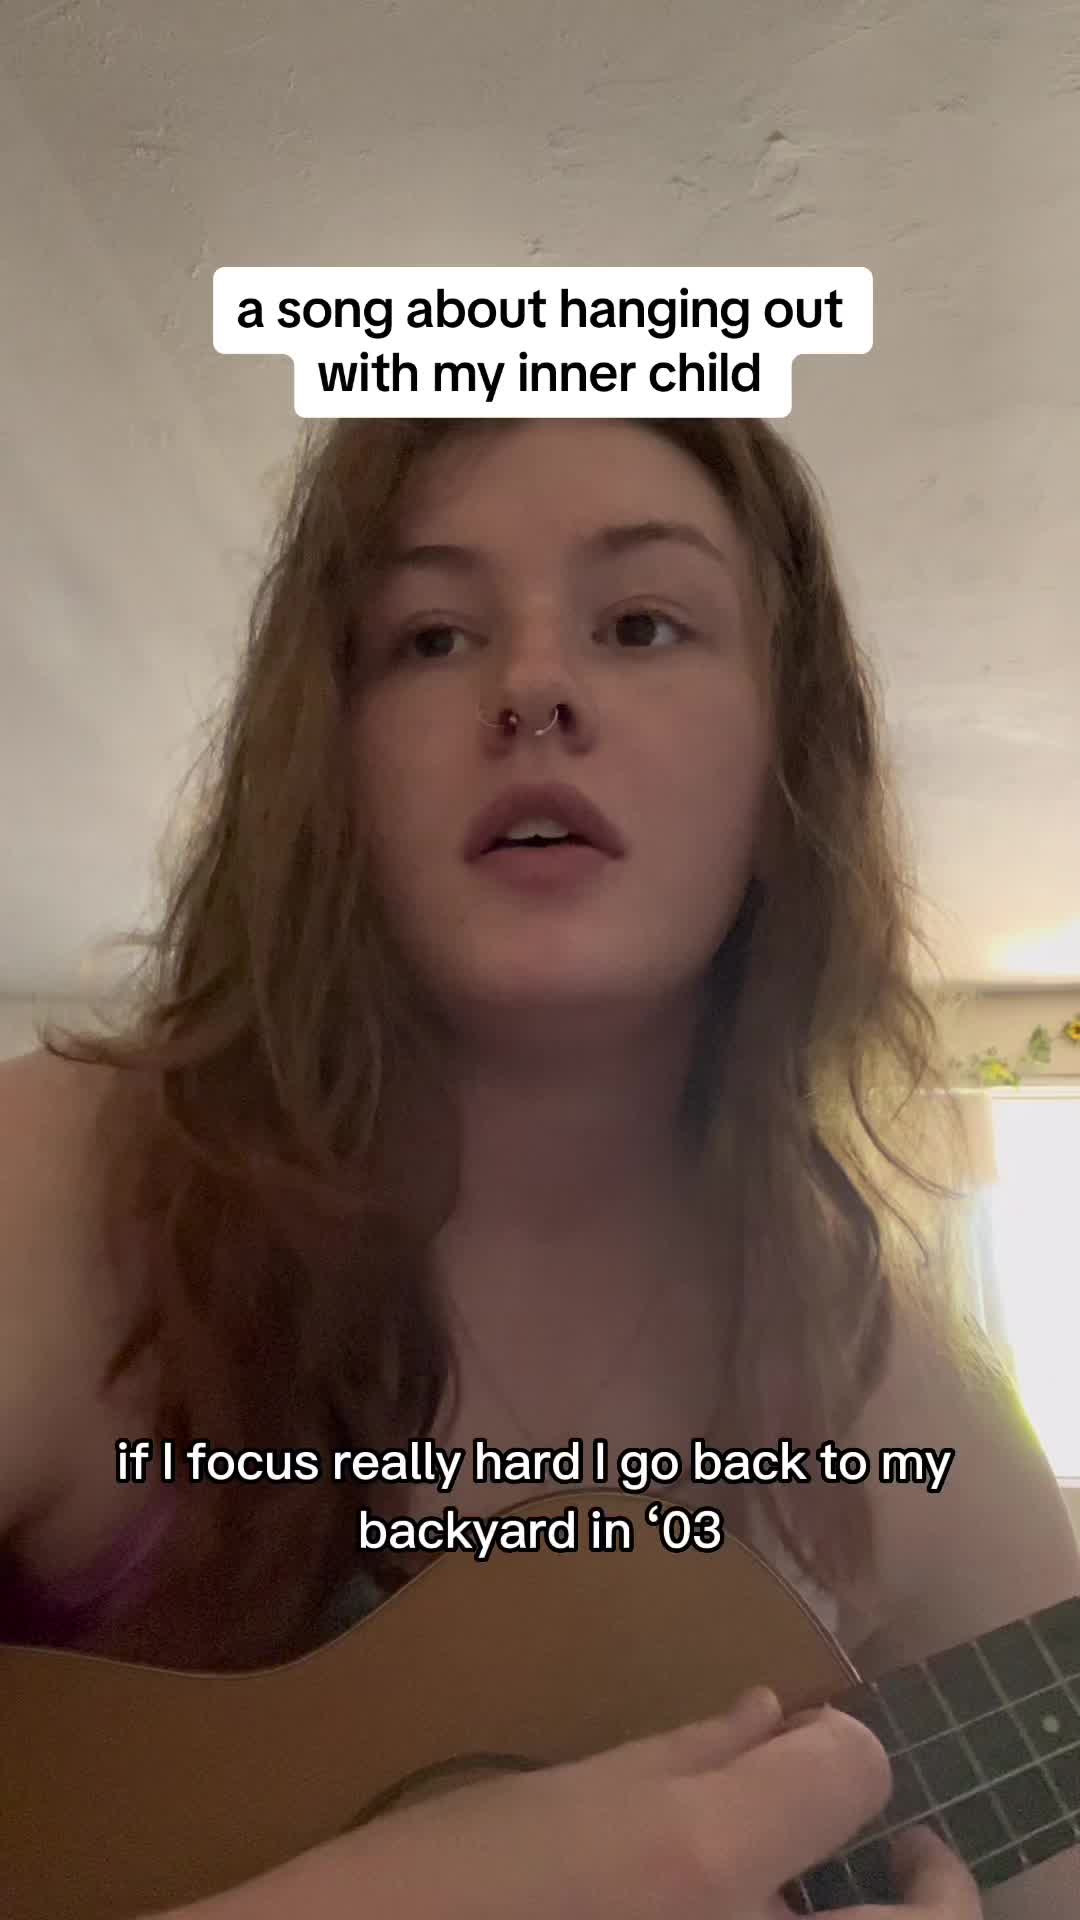 a song about hanging out
with my inner child
if I focus really hard I go back to my
backyard in ‘03